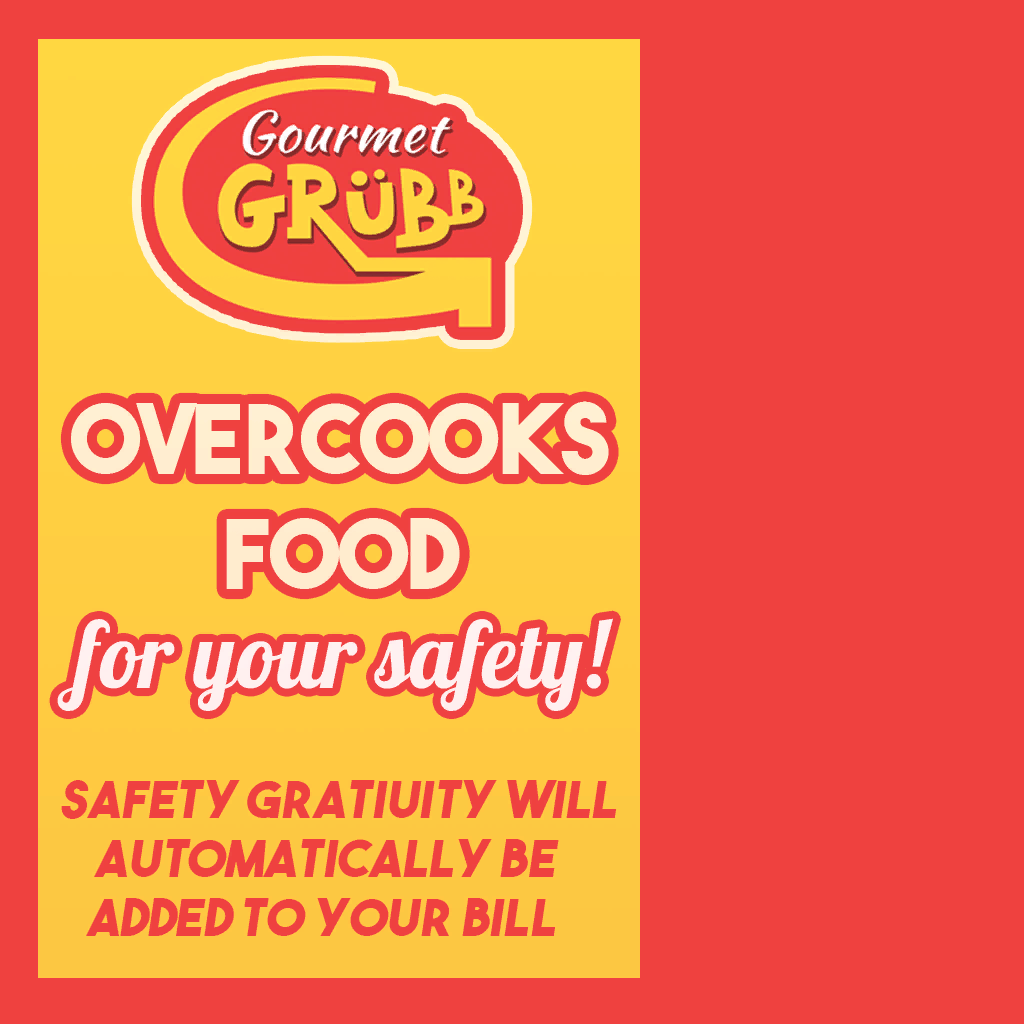 Gourmet
GRÜBB
OVERCOOKS
FOOD
for your safety!
SAFETY GRATIUITY WILL
AUTOMATICALLY BE
ADDED TO YOUR BILL